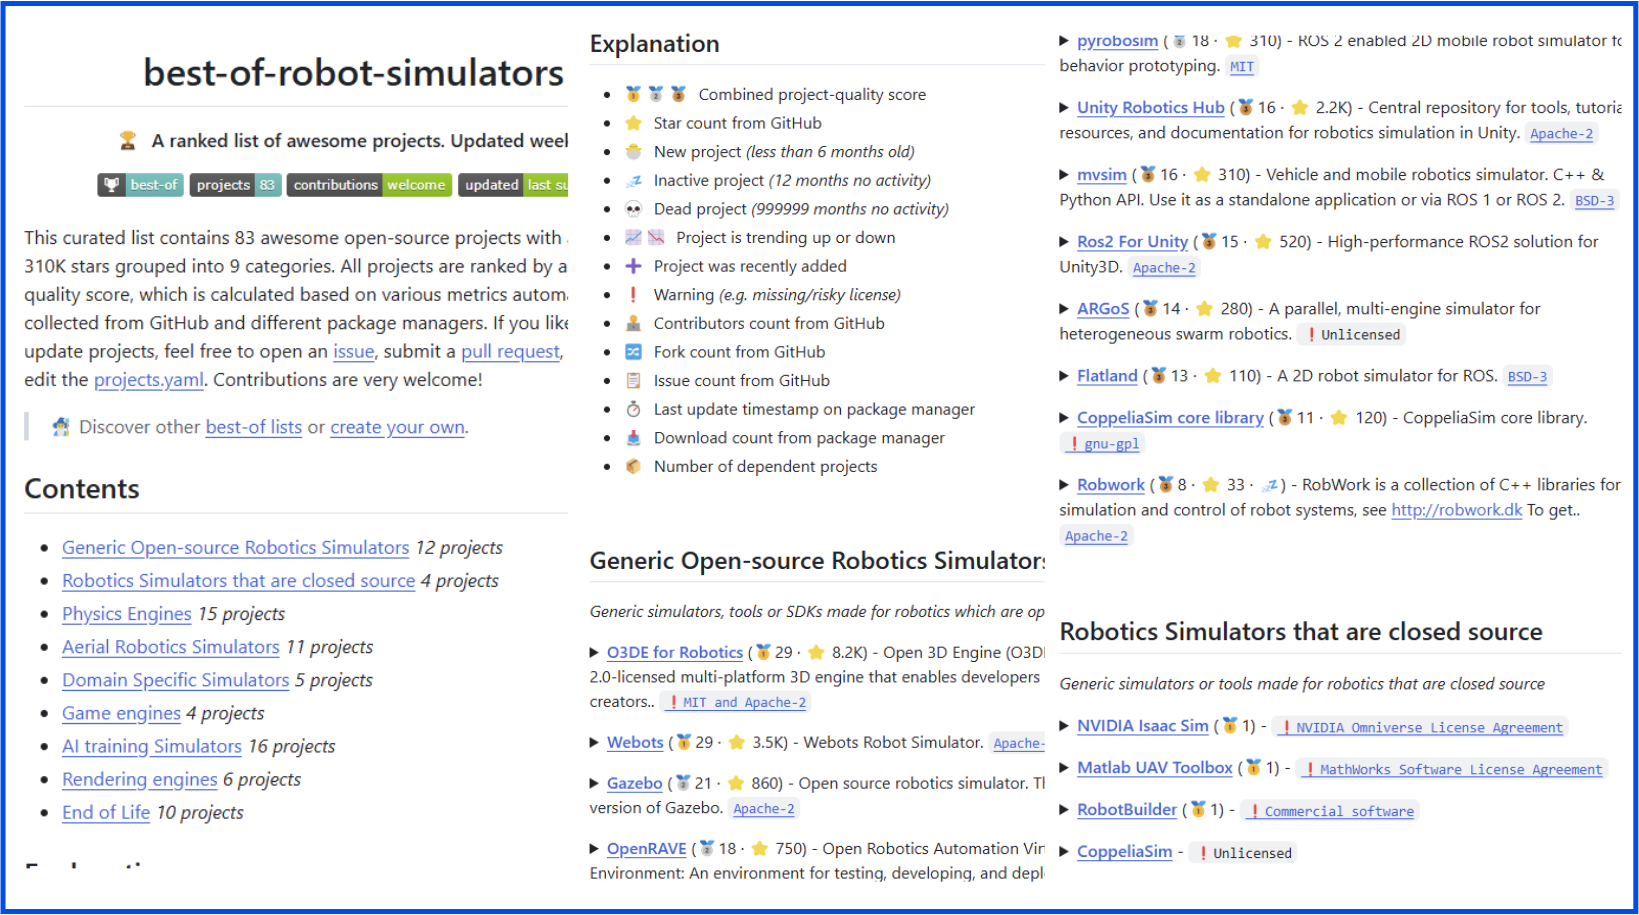 best-of-robot-simulators
🏆 A ranked list of awesome projects. Updated week
best-of projects 83 contributions welcome updated last su
This curated list contains 83 awesome open-source projects with
310K stars grouped into 9 categories. All projects are ranked by a
quality score, which is calculated based on various metrics autom
collected from GitHub and different package managers. If you like
update projects, feel free to open an issue, submit a pull request,
edit the projects.yaml. Contributions are very welcome!
Discover other best-of lists or create your own.
Contents
Generic Open-source Robotics Simulators 12 projects
Robotics Simulators that are closed source 4 projects
Physics Engines 15 projects
Aerial Robotics Simulators 11 projects
Domain Specific Simulators 5 projects
Game engines 4 projects
AI training Simulators 16 projects
Rendering engines 6 projects
End of Life 10 projects
Explanation
🥇🥈🥉 Combined project-quality score
⭐ Star count from GitHub
🐣 New project (less than 6 months old)
💤 Inactive project (12 months no activity)
💀 Dead project (999999 months no activity)
📈📉 Project is trending up or down
➕ Project was recently added
❗ Warning (e.g. missing/risky license)
👨‍💻 Contributors count from GitHub
🔀 Fork count from GitHub
📋 Issue count from GitHub
⏱️ Last update timestamp on package manager
📥 Download count from package manager
📦 Number of dependent projects
Generic Open-source Robotics Simulators
Generic simulators, tools or SDKs made for robotics which are op
▶ O3DE for Robotics (🥇29 · ⭐ 8.2K) - Open 3D Engine (O3D
2.0-licensed multi-platform 3D engine that enables developers
creators.. ❗MIT and Apache-2
▶ Webots (🥇29 · ⭐ 3.5K) - Webots Robot Simulator. Apache-
▶ Gazebo (🥈21 · ⭐ 860) - Open source robotics simulator. Th
version of Gazebo. Apache-2
▶ OpenRAVE (🥈18 · ⭐ 750) - Open Robotics Automation Vir
Environment: An environment for testing, developing, and depl
▶ pyrobosim (🥈18 · ⭐ 310) - ROS 2 enabled 2D mobile robot simulator fo
behavior prototyping. MIT
▶ Unity Robotics Hub (🥉16 · ⭐ 2.2K) - Central repository for tools, tutoria
resources, and documentation for robotics simulation in Unity. Apache-2
▶ mvsim (🥉16 · ⭐ 310) - Vehicle and mobile robotics simulator. C++ &
Python API. Use it as a standalone application or via ROS 1 or ROS 2. BSD-3
▶ Ros2 For Unity (🥉15 · ⭐ 520) - High-performance ROS2 solution for
Unity3D. Apache-2
▶ ARGoS (🥉14 · ⭐ 280) - A parallel, multi-engine simulator for
heterogeneous swarm robotics. ❗Unlicensed
▶ Flatland (🥉13 · ⭐ 110) - A 2D robot simulator for ROS. BSD-3
▶ CoppeliaSim core library (🥉11 · ⭐ 120) - CoppeliaSim core library.
❗gnu-gpl
▶ Robwork (🥉8 · ⭐ 33 · 💤) - RobWork is a collection of C++ libraries for
simulation and control of robot systems, see http://robwork.dk To get..
Apache-2
Robotics Simulators that are closed source
Generic simulators or tools made for robotics that are closed source
▶ NVIDIA Isaac Sim (🥇1) - ❗NVIDIA Omniverse License Agreement
▶ Matlab UAV Toolbox (🥇1) - ❗MathWorks Software License Agreement
▶ RobotBuilder (🥇1) - ❗Commercial software
▶ CoppeliaSim - ❗Unlicensed